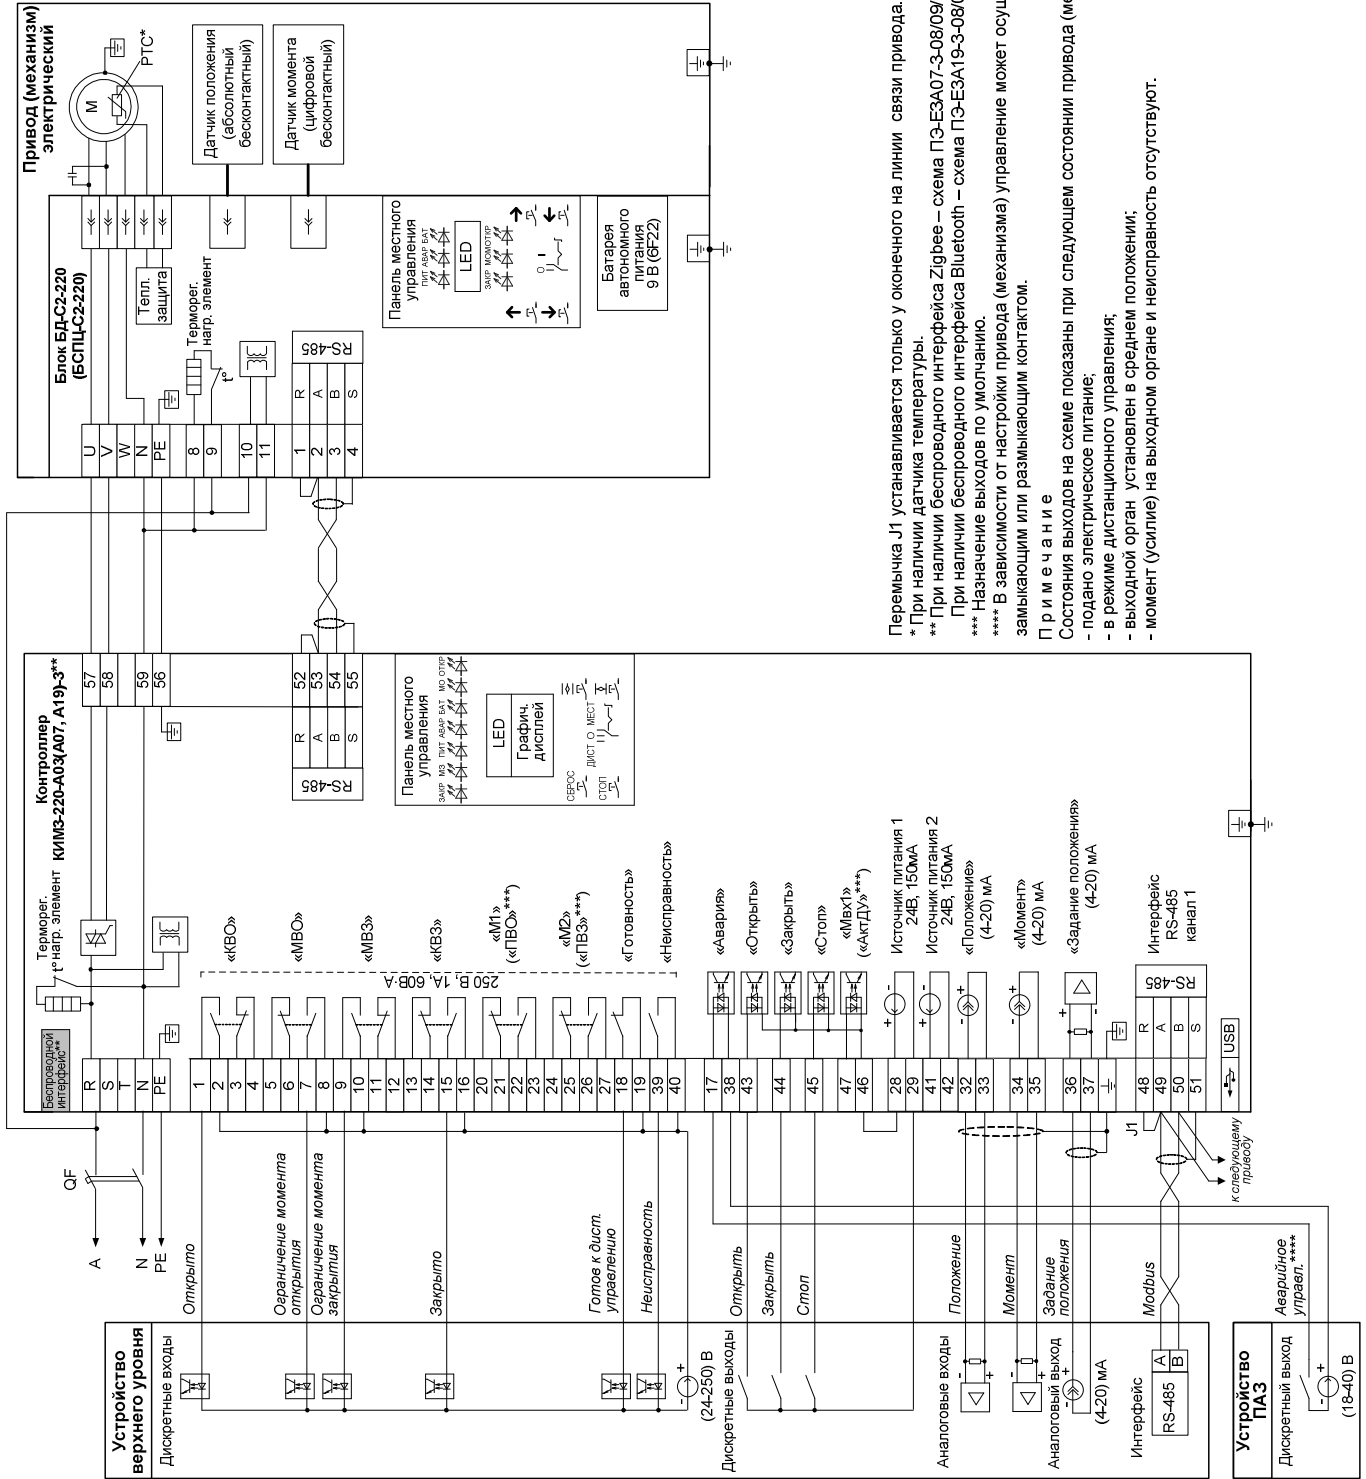 Привод (механизм)
электрический
M
PTC*
Датчик положения
(абсолютный
бесконтактный)
Датчик момента
(цифровой
бесконтактный)
Блок БД-С2-220
(БСПЦ-С2-220)
Тепл.
защита
Терморег.
нагр. элемент
t°
U
V
W
N
PE
8
9
10
11
1
2
3
4
R
A
B
S
RS-485
Панель местного
управления
ПИТ АВАР БАТ
LED
ЗАКР МОМ ОТКР
О
Батарея
автономного
питания
9 В (6F22)
Контроллер
КИМ3-220-А03(А07, А19)-3**
57
58
59
56
52
53
54
55
R
A
B
S
RS-485
Панель местного
управления
ЗАКР МЗ ПИТ АВАР БАТ МО ОТКР
LED
Графич.
дисплей
СБРОС
СТОП
ДИСТ О МЕСТ
Терморег.
t° нагр. элемент
Беспроводной
интерфейс**
R
S
T
N
PE
250 В, 1А, 60В·А
«КВО»
«МВО»
«МВЗ»
«КВЗ»
«М1»
(«ПВО»***)
«М2»
(«ПВЗ»***)
«Готовность»
«Неисправность»
«Авария»
«Открыть»
«Закрыть»
«Стоп»
«Мвх1»
(«АктДУ»***)
Источник питания 1
24В, 150мА
Источник питания 2
24В, 150мА
«Положение»
(4-20) мА
«Момент»
(4-20) мА
«Задание положения»
(4-20) мА
Интерфейс
RS-485
канал 1
1
2
3
4
5
6
7
8
9
10
11
12
13
14
15
16
20
21
22
23
24
25
26
27
18
19
39
40
17
38
43
44
45
47
46
28
29
41
42
32
33
34
35
36
37
48
49
50
51
R
A
B
S
RS-485
USB
J1
к следующему
приводу
QF
A
N
PE
Открыто
Ограничение момента
открытия
Ограничение момента
закрытия
Закрыто
Готов к дист.
управлению
Неисправность
Открыть
Закрыть
Стоп
Положение
Момент
Задание
положения
Modbus
Аварийное
управл.****
Устройство
верхнего уровня
Дискретные входы
(24-250) В
Дискретные выходы
Аналоговые входы
Аналоговый выход
(4-20) мА
Интерфейс
RS-485
A
B
Устройство
ПАЗ
Дискретный выход
(18-40) В
Перемычка J1 устанавливается только у оконечного на линии связи привода.
* При наличии датчика температуры.
** При наличии беспроводного интерфейса Zigbee – схема ПЭ-ЕЗА07-3-08/09/
При наличии беспроводного интерфейса Bluetooth – схема ПЭ-ЕЗА19-3-08/0
*** Назначение выходов по умолчанию.
**** В зависимости от настройки привода (механизма) управление может осущ
замыкающим или размыкающим контактом.
П р и м е ч а н и е
Состояния выходов на схеме показаны при следующем состоянии привода (ме
- подано электрическое питание;
- в режиме дистанционного управления;
- выходной орган установлен в среднем положении;
- момент (усилие) на выходном органе и неисправность отсутствуют.